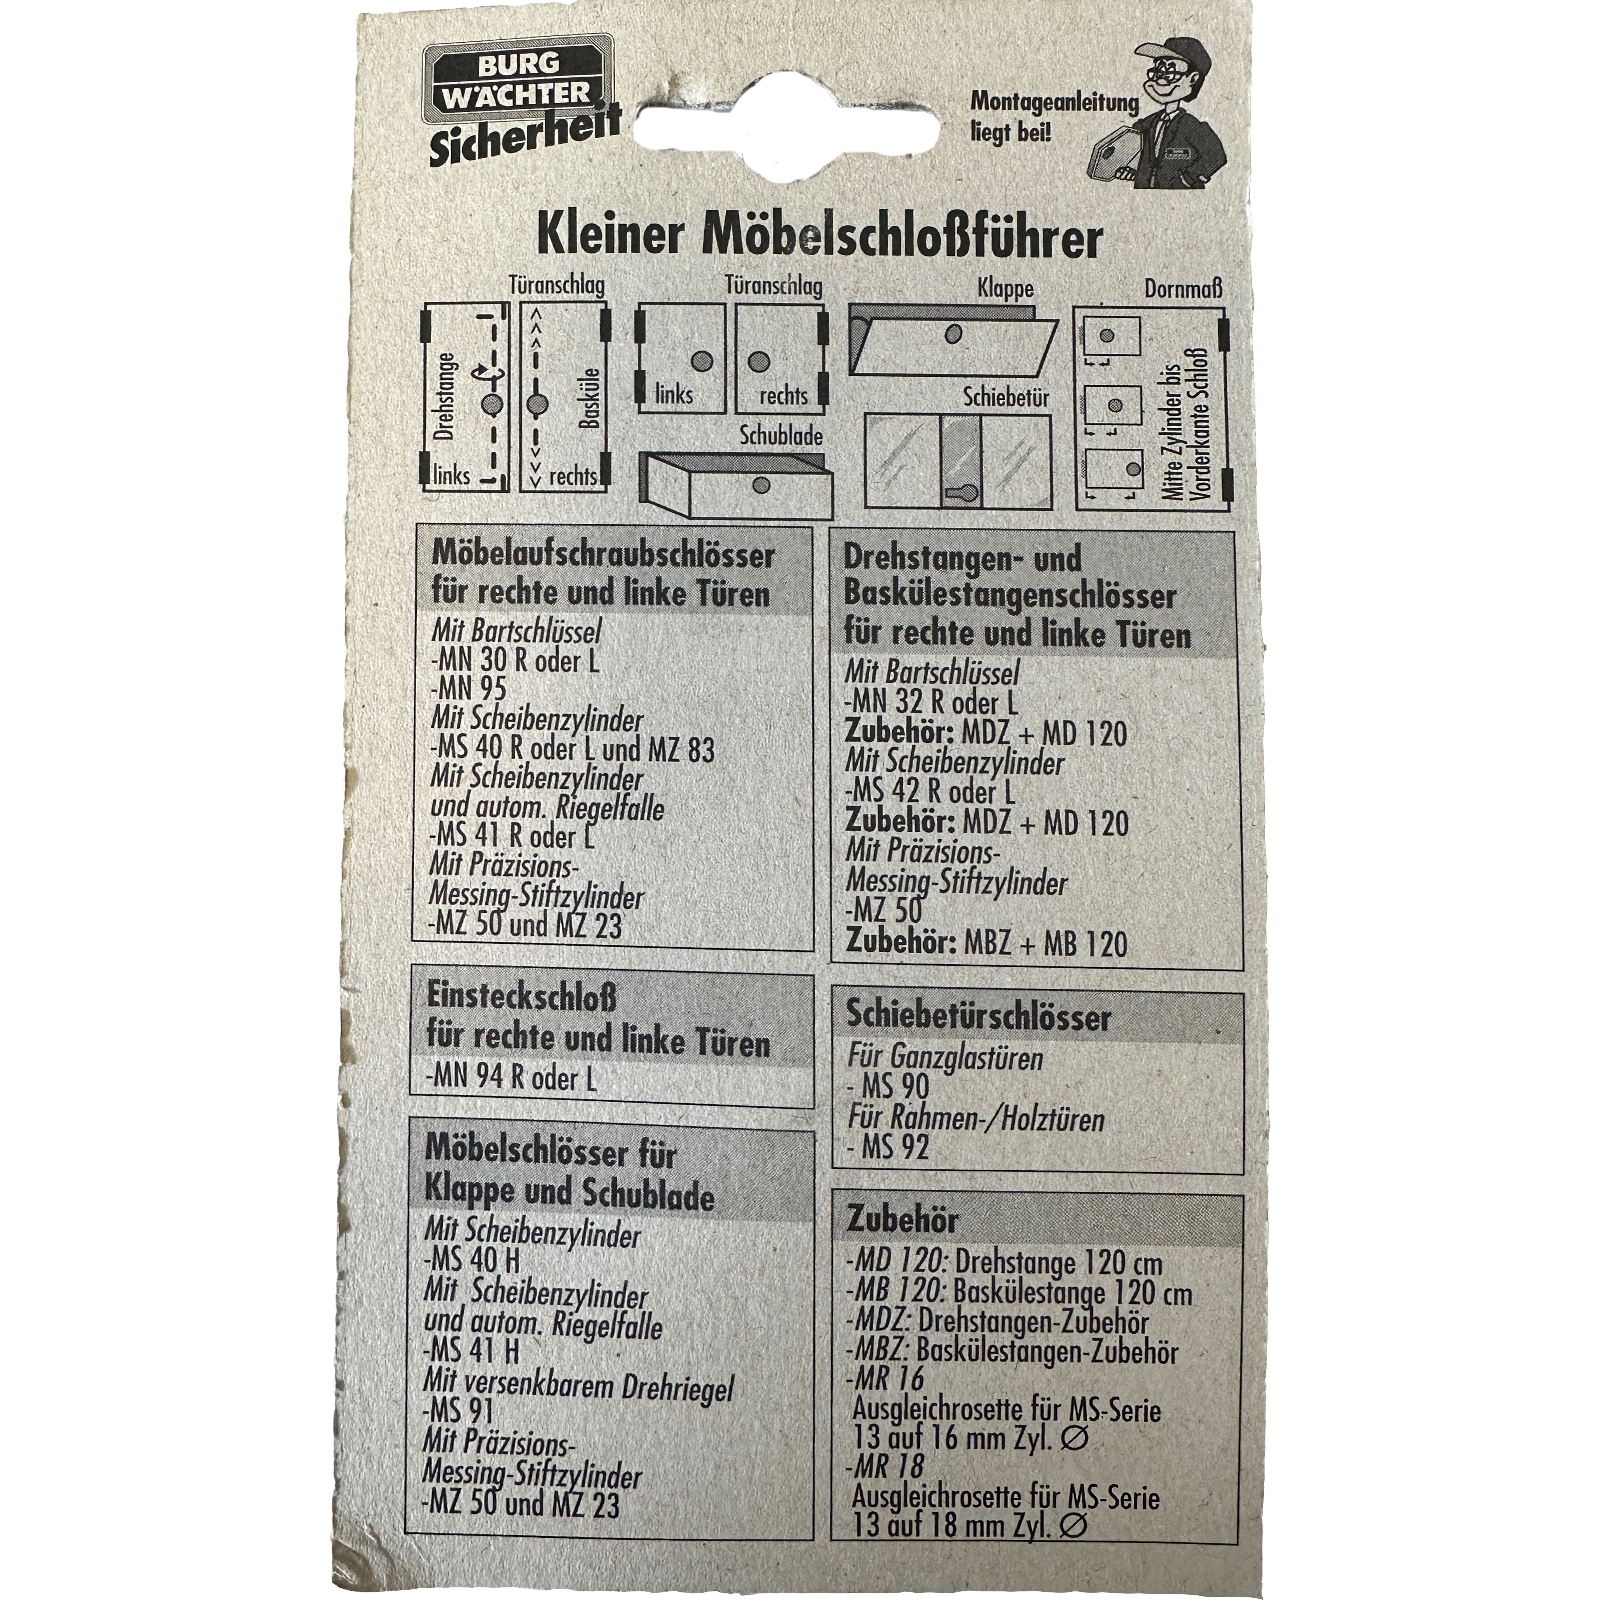 BURG
WÄCHTER
Sicherheit
Montageanleitung
liegt bei!
Kleiner Möbelschloßführer
Türanschlag
Drehstange
links
Basküle
rechts
Türanschlag
links
rechts
Schublade
Klappe
Schiebetür
Dornmaß
Mitte Zylinder bis
Vorderkante Schloß
Möbelaufschraubschlösser
für rechte und linke Türen
Mit Bartschlüssel
-MN 30 R oder L
-MN 95
Mit Scheibenzylinder
-MS 40 R oder L und MZ 83
Mit Scheibenzylinder
und autom. Riegelfalle
-MS 41 R oder L
Mit Präzisions-
Messing-Stiftzylinder
-MZ 50 und MZ 23
Einsteckschloß
für rechte und linke Türen
-MN 94 R oder L
Möbelschlösser für
Klappe und Schublade
Mit Scheibenzylinder
-MS 40 H
Mit Scheibenzylinder
und autom. Riegelfalle
-MS 41 H
Mit versenkbarem Drehriegel
-MS 91
Mit Präzisions-
Messing-Stiftzylinder
-MZ 50 und MZ 23
Drehstangen- und
Baskülestangenschlösser
für rechte und linke Türen
Mit Bartschlüssel
-MN 32 R oder L
Zubehör: MDZ + MD 120
Mit Scheibenzylinder
-MS 42 R oder L
Zubehör: MDZ + MD 120
Mit Präzisions-
Messing-Stiftzylinder
-MZ 50
Zubehör: MBZ + MB 120
Schiebetürschlösser
Für Ganzglastüren
- MS 90
Für Rahmen-/Holztüren
- MS 92
Zubehör
-MD 120: Drehstange 120 cm
-MB 120: Baskülestange 120 cm
-MDZ: Drehstangen-Zubehör
-MBZ: Baskülestangen-Zubehör
-MR 16
Ausgleichrosette für MS-Serie
13 auf 16 mm Zyl. Ø
-MR 18
Ausgleichrosette für MS-Serie
13 auf 18 mm Zyl. Ø